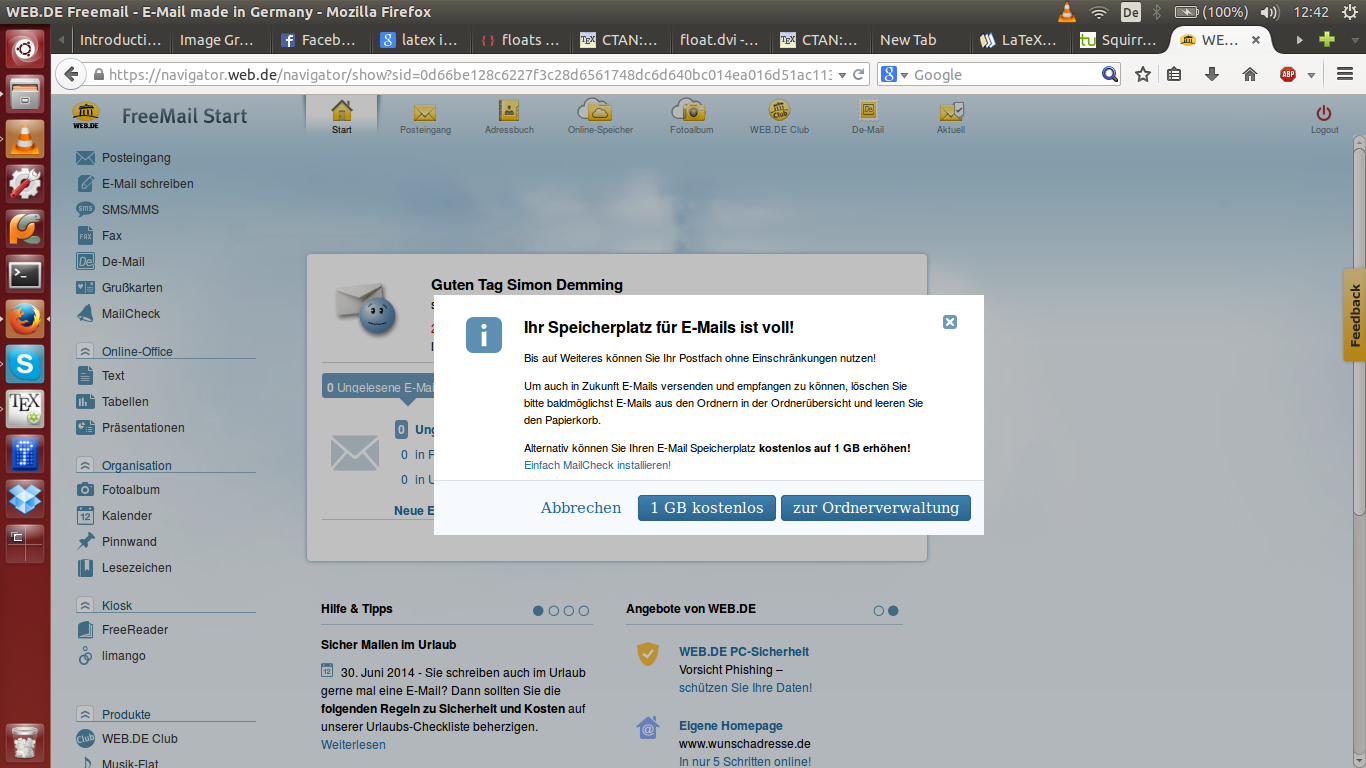 WEB.DE Freemail - E-Mail made in Germany - Mozilla Firefox
De
(100%)
12:42
Introducti...
Image Gr...
Faceb...
latex i...
floats ...
CTAN:...
float.dvi -...
CTAN:...
New Tab
LaTeX...
Squirr...
WE...
https://navigator.web.de/navigator/show?sid=0d66be128c6227f3c28d6561748dc6d640bc014ea016d51ac113
Google
ABP
WEB.DE
FreeMail Start
Start
Posteingang
Adressbuch
Online-Speicher
Fotoalbum
WEB.DE Club
De-Mail
Aktuell
Logout
Posteingang
E-Mail schreiben
SMS/MMS
Fax
De-Mail
Grußkarten
MailCheck
Online-Office
Text
Tabellen
Präsentationen
Organisation
Fotoalbum
Kalender
Pinnwand
Lesezeichen
Kiosk
FreeReader
limango
Produkte
WEB.DE Club
Musik-Flat
Guten Tag Simon Demming
0 Ungelesene E-Mai
0 Ung
0 in F
0 in U
Neue E
Ihr Speicherplatz für E-Mails ist voll!
Bis auf Weiteres können Sie Ihr Postfach ohne Einschränkungen nutzen!
Um auch in Zukunft E-Mails versenden und empfangen zu können, löschen Sie
bitte baldmöglichst E-Mails aus den Ordnern in der Ordnerübersicht und leeren Sie
den Papierkorb.
Alternativ können Sie Ihren E-Mail Speicherplatz kostenlos auf 1 GB erhöhen!
Einfach MailCheck installieren!
Abbrechen
1 GB kostenlos
zur Ordnerverwaltung
Feedback
Hilfe & Tipps
Sicher Mailen im Urlaub
30. Juni 2014 - Sie schreiben auch im Urlaub
gerne mal eine E-Mail? Dann sollten Sie die
folgenden Regeln zu Sicherheit und Kosten auf
unserer Urlaubs-Checkliste beherzigen.
Weiterlesen
Angebote von WEB.DE
WEB.DE PC-Sicherheit
Vorsicht Phishing –
schützen Sie Ihre Daten!
Eigene Homepage
www.wunschadresse.de
In nur 5 Schritten online!